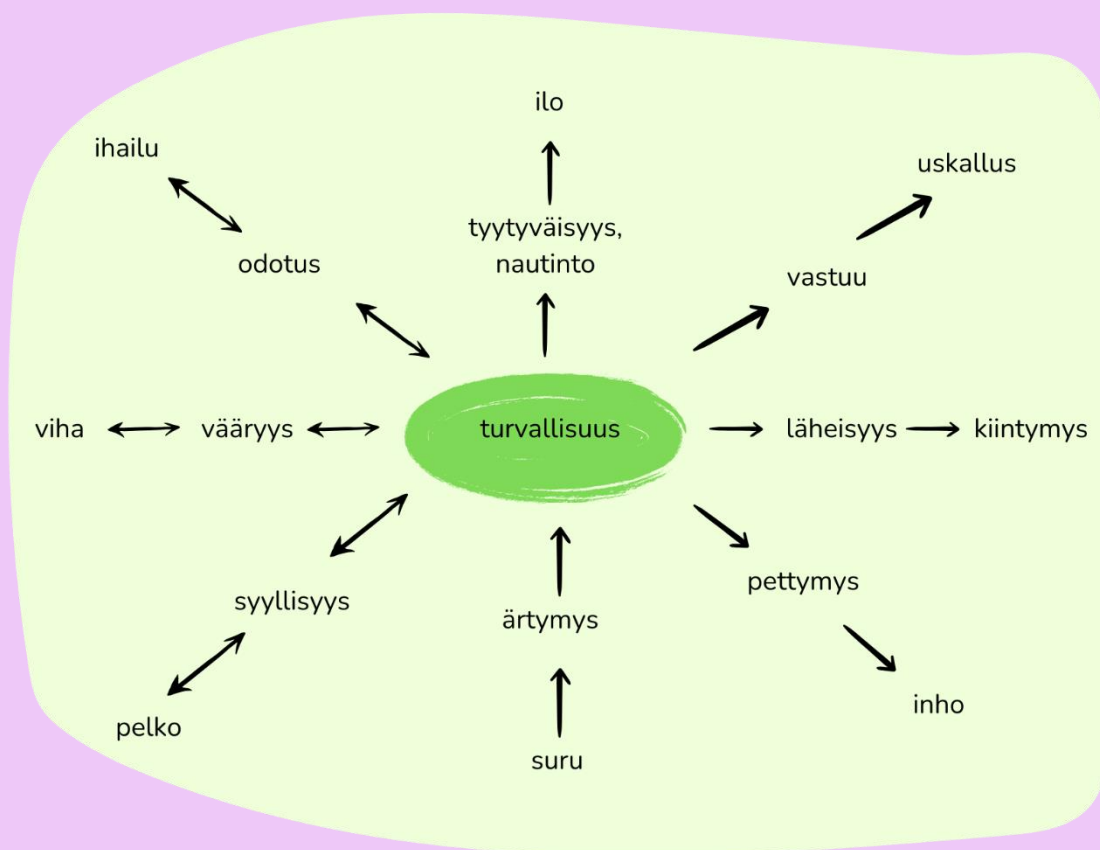 ilo
ihailu
uskallus
tyytyväisyys,
nautinto
odotus
vastuu
viha
vääryys
turvallisuus
läheisyys
kiintymys
pettymys
syyllisyys
ärtymys
inho
pelko
suru